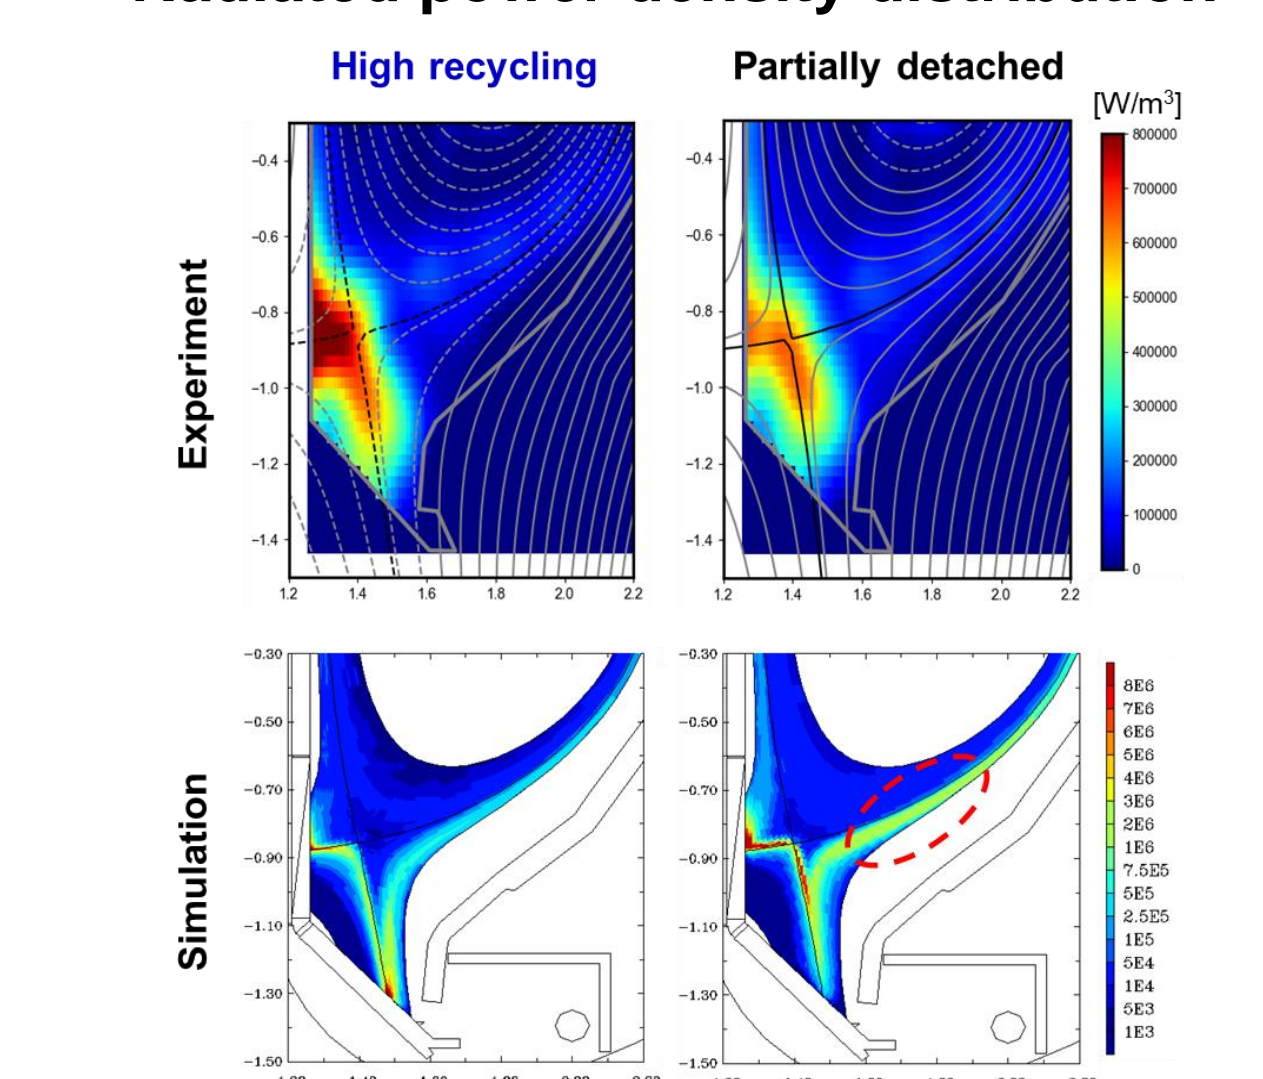 Radiated power density distribution
High recycling
Partially detached
[W/m³]
Experiment
−0.4
−0.6
−0.8
−1.0
−1.2
−1.4
1.2 1.4 1.6 1.8 2.0 2.2
−0.4
−0.6
−0.8
−1.0
−1.2
−1.4
1.2 1.4 1.6 1.8 2.0 2.2
800000
700000
600000
500000
400000
300000
200000
100000
0
Simulation
−0.30
−0.50
−0.70
−0.90
−1.10
−1.30
−1.50
−0.30
−0.50
−0.70
−0.90
−1.10
−1.30
−1.50
8E6
7E6
6E6
5E6
4E6
3E6
2E6
1E6
7.5E5
5E5
2.5E5
1E5
5E4
1E4
5E3
1E3